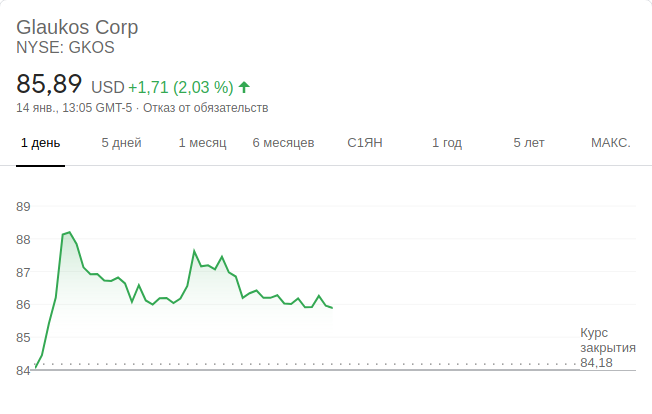 Glaukos Corp
NYSE: GKOS
85,89 USD +1,71 (2,03 %)
14 янв., 13:05 GMT-5 · Отказ от обязательств
1 день 5 дней 1 месяц 6 месяцев С1ЯН 1 год 5 лет МАКС.
89
88
87
86
85
84
Курс
закрытия
84,18